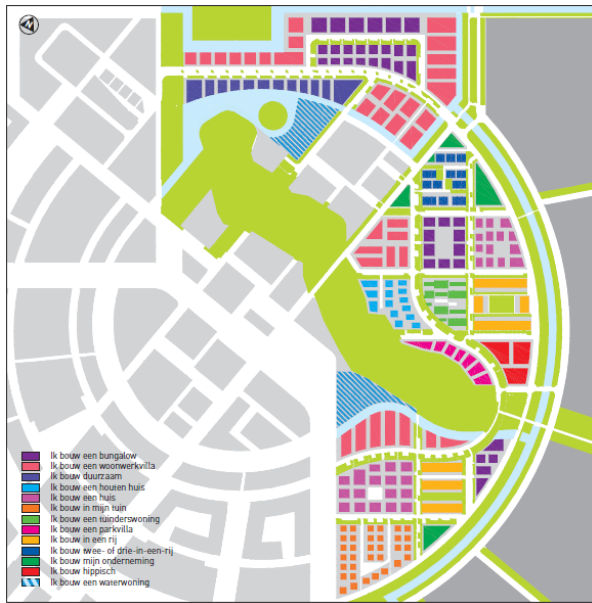 Ik bouw een bungalow
Ik bouw een woonwerkvilla
Ik bouw duurzaam
Ik bouw een houten huis
Ik bouw een huis
Ik bouw in mijn tuin
Ik bouw een tuinderswoning
Ik bouw een parkvilla
Ik bouw in een rij
Ik bouw twee- of drie-in-een-rij
Ik bouw mijn onderneming
Ik bouw hippisch
Ik bouw een waterwoning